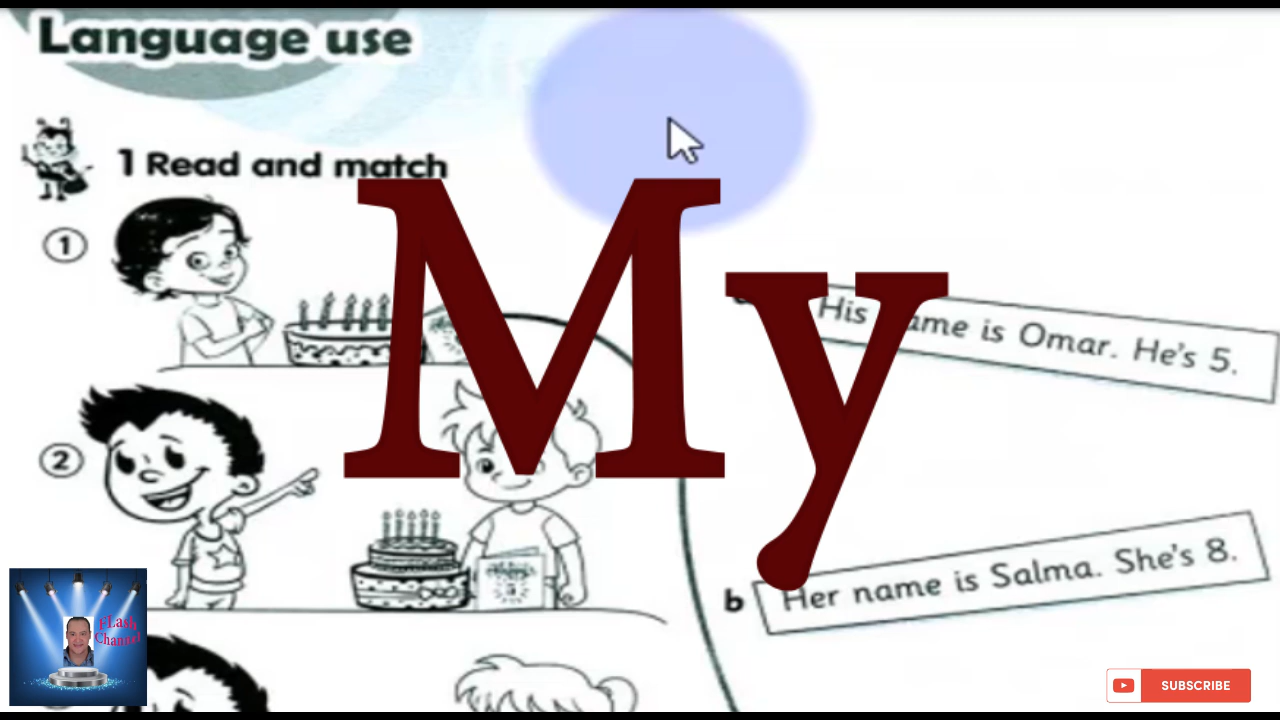 Language use
1 Read and match
1
My
His name is Omar. He's 5.
2
b Her name is Salma. She's 8.
FLash
Channel
SUBSCRIBE